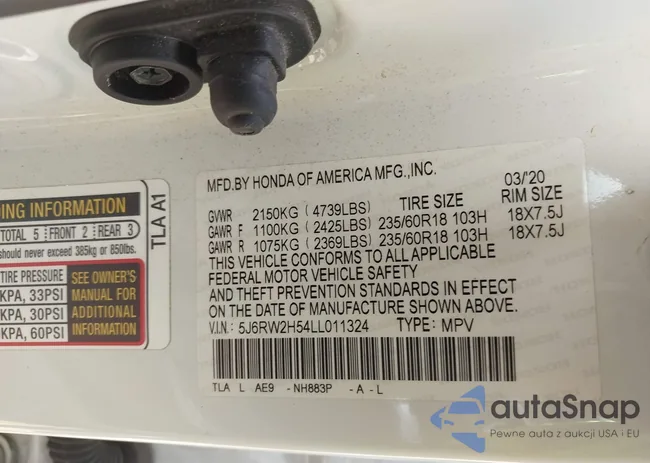 MFD.BY HONDA OF AMERICA MFG.,INC. 03/20
TIRE SIZE RIM SIZE
GVWR 2150KG (4739LBS)
GAWR F 1100KG (2425LBS) 235/60R18 103H 18X7.5J
GAWR R 1075KG (2369LBS) 235/60R18 103H 18X7.5J
THIS VEHICLE CONFORMS TO ALL APPLICABLE
FEDERAL MOTOR VEHICLE SAFETY
AND THEFT PREVENTION STANDARDS IN EFFECT
ON THE DATE OF MANUFACTURE SHOWN ABOVE.
V.I.N.: 5J6RW2H54LL011324 TYPE: MPV
TLA L AE9 -NH883P -A -L
ING INFORMATION
TOTAL 5 FRONT 2 REAR 3
should never exceed 385kg or 850lbs.
TIRE PRESSURE
KPA, 33PSI
KPA, 30PSI
KPA, 60PSI
SEE OWNER'S
MANUAL FOR
ADDITIONAL
INFORMATION
TLA A1
autaSnap
Pewne auta z aukcji USA i EU